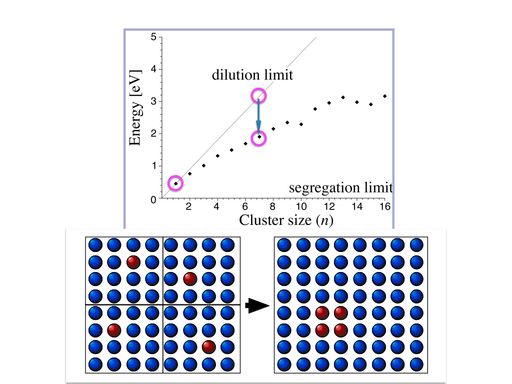 5
4
3
2
1
0
Energy [eV]
dilution limit
segregation limit
2 4 6 8 10 12 14 16
Cluster size (n)